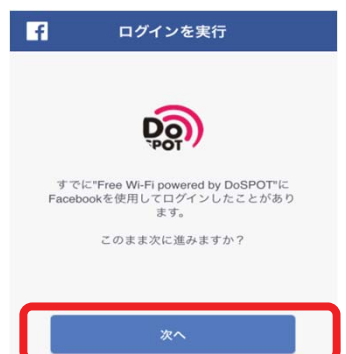 ログインを実行
Do
SPOT
すでに"Free Wi-Fi powered by DoSPOT"に
Facebookを使用してログインしたことがあり
ます。
このまま次に進みますか？
次へ